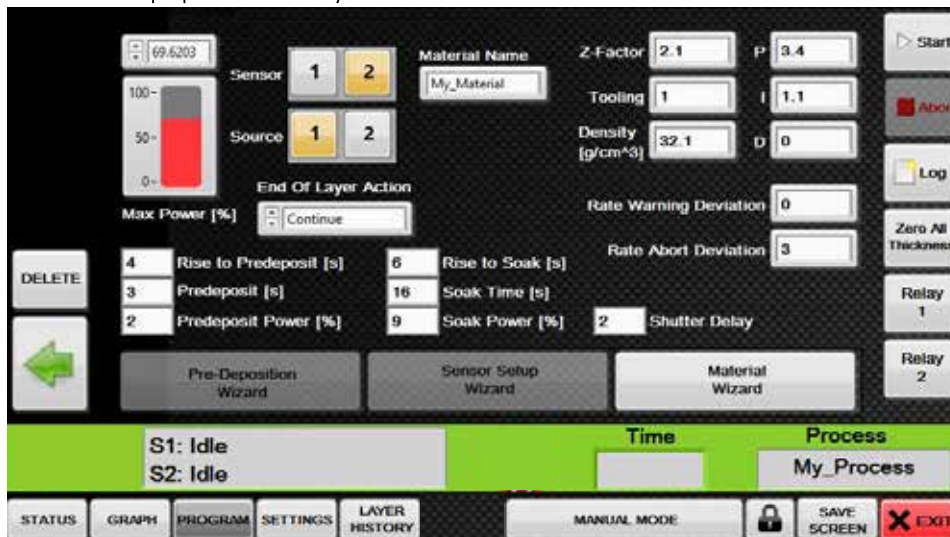 69.6203
100-
50-
0-
Max Power [%]
Sensor
1
2
Source
1
2
Material Name
My_Material
End Of Layer Action
Continue
Z-Factor
2.1
Tooling
1
Density
[g/cm^3]
32.1
P
3.4
I
1.1
D
0
Rate Warning Deviation
0
Rate Abort Deviation
3
Start
Abor
Log
Zero All
Thickness
Relay
1
Relay
2
DELETE
4
Rise to Predeposit [s]
3
Predeposit [s]
2
Predeposit Power [%]
6
Rise to Soak [s]
16
Soak Time [s]
9
Soak Power [%]
2
Shutter Delay
Pre-Deposition
Wizard
Sensor Setup
Wizard
Material
Wizard
S1: Idle
S2: Idle
Time
Process
My_Process
STATUS
GRAPH
PROGRAM
SETTINGS
LAYER
HISTORY
MANUAL MODE
SAVE
SCREEN
EXIT